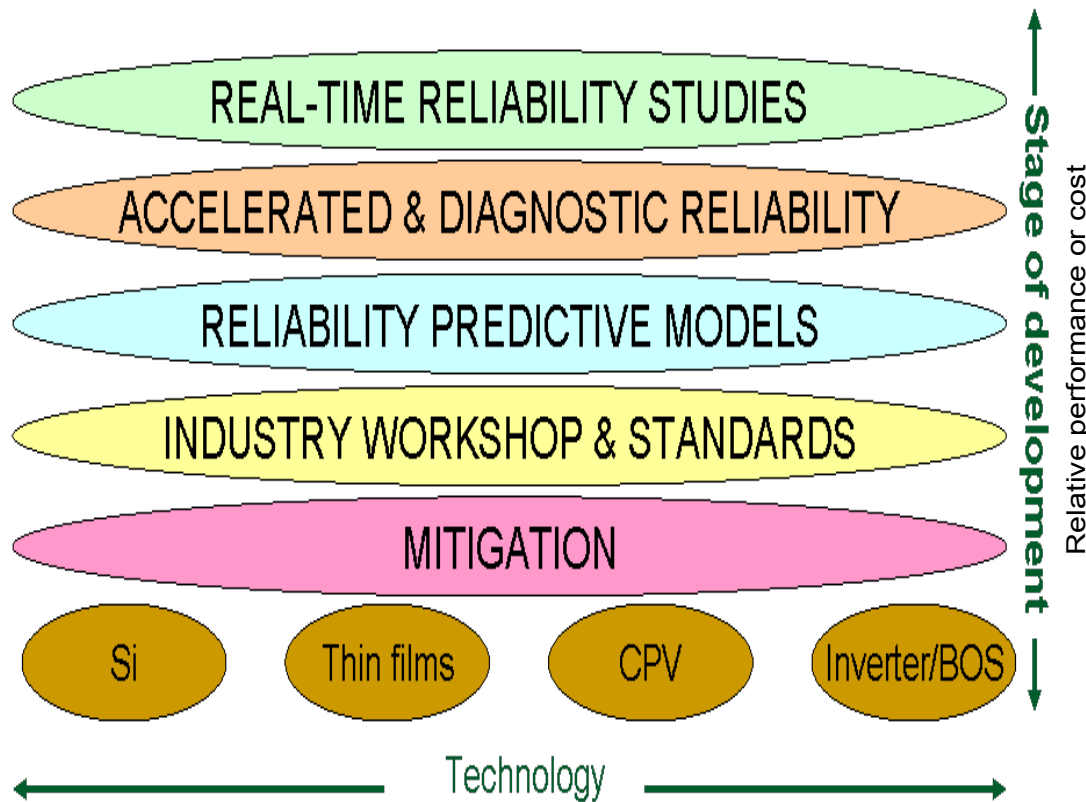 REAL-TIME RELIABILITY STUDIES
ACCELERATED & DIAGNOSTIC RELIABILITY
RELIABILITY PREDICTIVE MODELS
INDUSTRY WORKSHOP & STANDARDS
MITIGATION
Si
Thin films
CPV
Inverter/BOS
Technology
Stage of development
Relative performance or cost